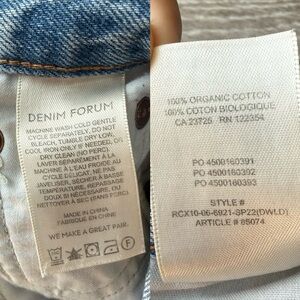 DENIM FORUM
MACHINE WASH COLD GENTLE
CYCLE SEPARATELY, DO NOT
BLEACH, TUMBLE DRY LOW,
COOL IRON ONLY IF NEEDED, OR
DRY CLEAN (NO PERC).
LAVER SÉPARÉMENT À LA
MACHINE À L'EAU FROIDE AU
CYCLE DÉLICAT, NE PAS
JAVELISER, SÉCHER À BASSE
TEMPÉRATURE, REPASSAGE
DOUX SI NÉCESSAIRE, OU
NETTOYER À SEC (SANS PERC).
MADE IN CHINA
FABRIQUÉ EN CHINE
WE MAKE A GREAT PAIR.
100% ORGANIC COTTON
100% COTON BIOLOGIQUE
CA 23725 RN 122354
PO 4500160391
PO 4500160392
PO 4500160393
STYLE #
RCX10-06-6921-3P22(DWLD)
ARTICLE # 85074